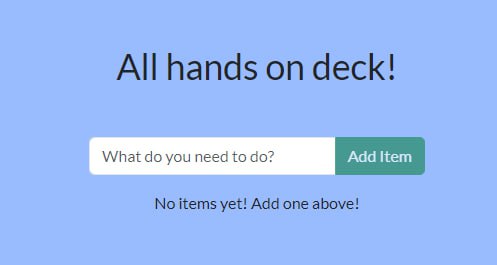 All hands on deck!
What do you need to do? Add Item
No items yet! Add one above!